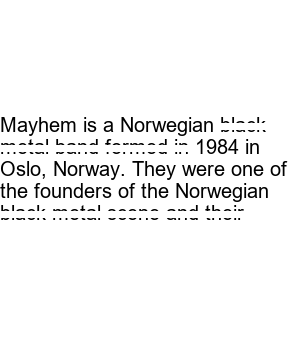 Mayhem is a Norwegian black
metal band formed in 1984 in
Oslo, Norway. They were one of
the founders of the Norwegian
black metal scene and their